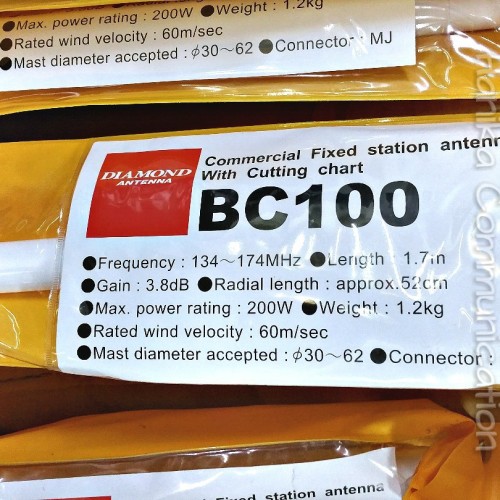 ● Max. power rating : 200W ● Weight : 1.2kg
● Rated wind velocity : 60m/sec
● Mast diameter accepted : φ30～62 ● Connector : MJ
DIAMOND
ANTENNA
Commercial Fixed station antenn
With Cutting chart
BC100
● Frequency : 134～174MHz ● Length : 1.7m
● Gain : 3.8dB ● Radial length : approx.52cm
● Max. power rating : 200W ● Weight : 1.2kg
● Rated wind velocity : 60m/sec
● Mast diameter accepted : φ30～62 ● Connector :
Fixed station antenna
DIAMOND
Communication